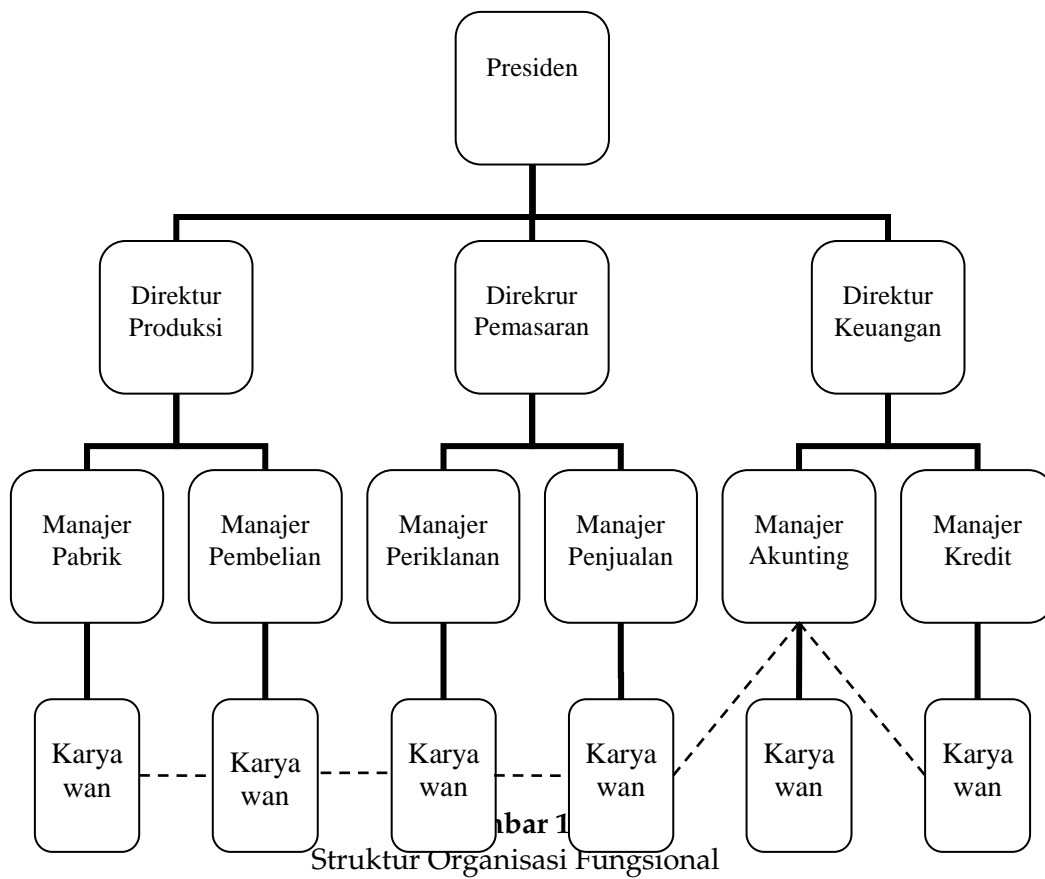 Presiden
Direktur
Produksi
Direkrur
Pemasaran
Direktur
Keuangan
Manajer
Pabrik
Manajer
Pembelian
Manajer
Periklanan
Manajer
Penjualan
Manajer
Akunting
Manajer
Kredit
Karya
wan
Karya
wan
Karya
wan
Karya
wan
Karya
wan
Karya
wan
Struktur Organisasi Fungsional